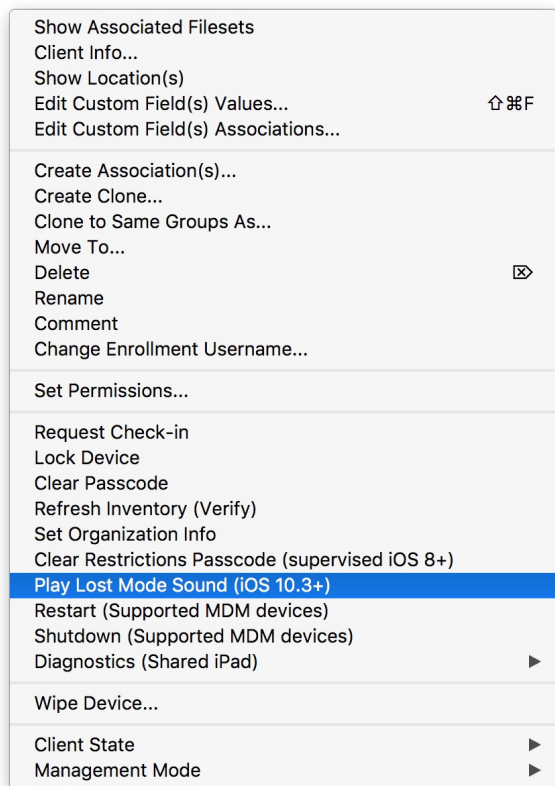 Show Associated Filesets
Client Info...
Show Location(s)
Edit Custom Field(s) Values... ⇧⌘F
Edit Custom Field(s) Associations...
Create Association(s)...
Create Clone...
Clone to Same Groups As...
Move To...
Delete ⌦
Rename
Comment
Change Enrollment Username...
Set Permissions...
Request Check-in
Lock Device
Clear Passcode
Refresh Inventory (Verify)
Set Organization Info
Clear Restrictions Passcode (supervised iOS 8+)
Play Lost Mode Sound (iOS 10.3+)
Restart (Supported MDM devices)
Shutdown (Supported MDM devices)
Diagnostics (Shared iPad)
Wipe Device...
Client State
Management Mode